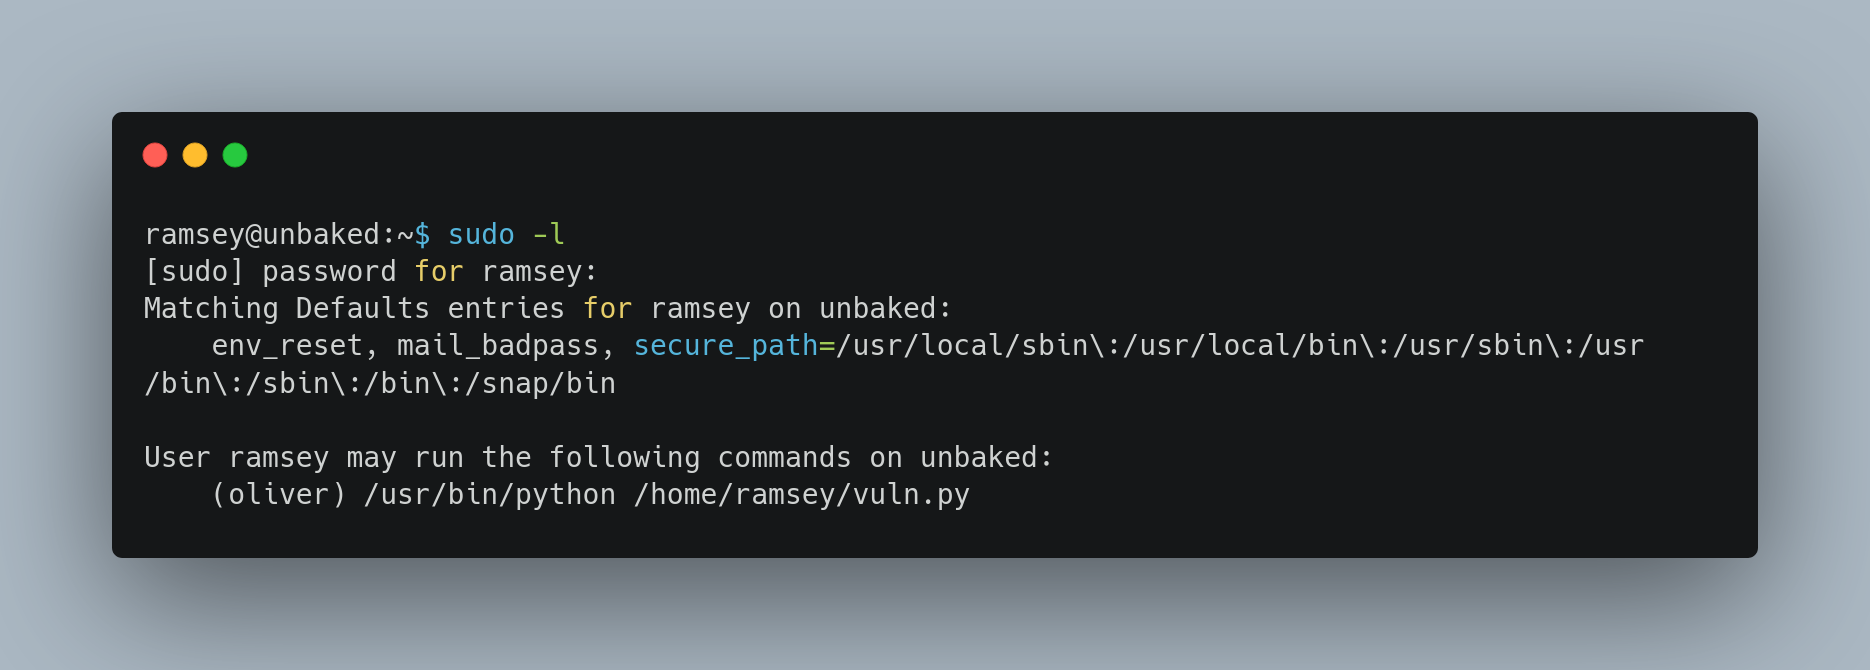 ramsey@unbaked:~$ sudo -l
[sudo] password for ramsey:
Matching Defaults entries for ramsey on unbaked:
    env_reset, mail_badpass, secure_path=/usr/local/sbin\:/usr/local/bin\:/usr/sbin\:/usr
/bin\:/sbin\:/bin\:/snap/bin

User ramsey may run the following commands on unbaked:
    (oliver) /usr/bin/python /home/ramsey/vuln.py